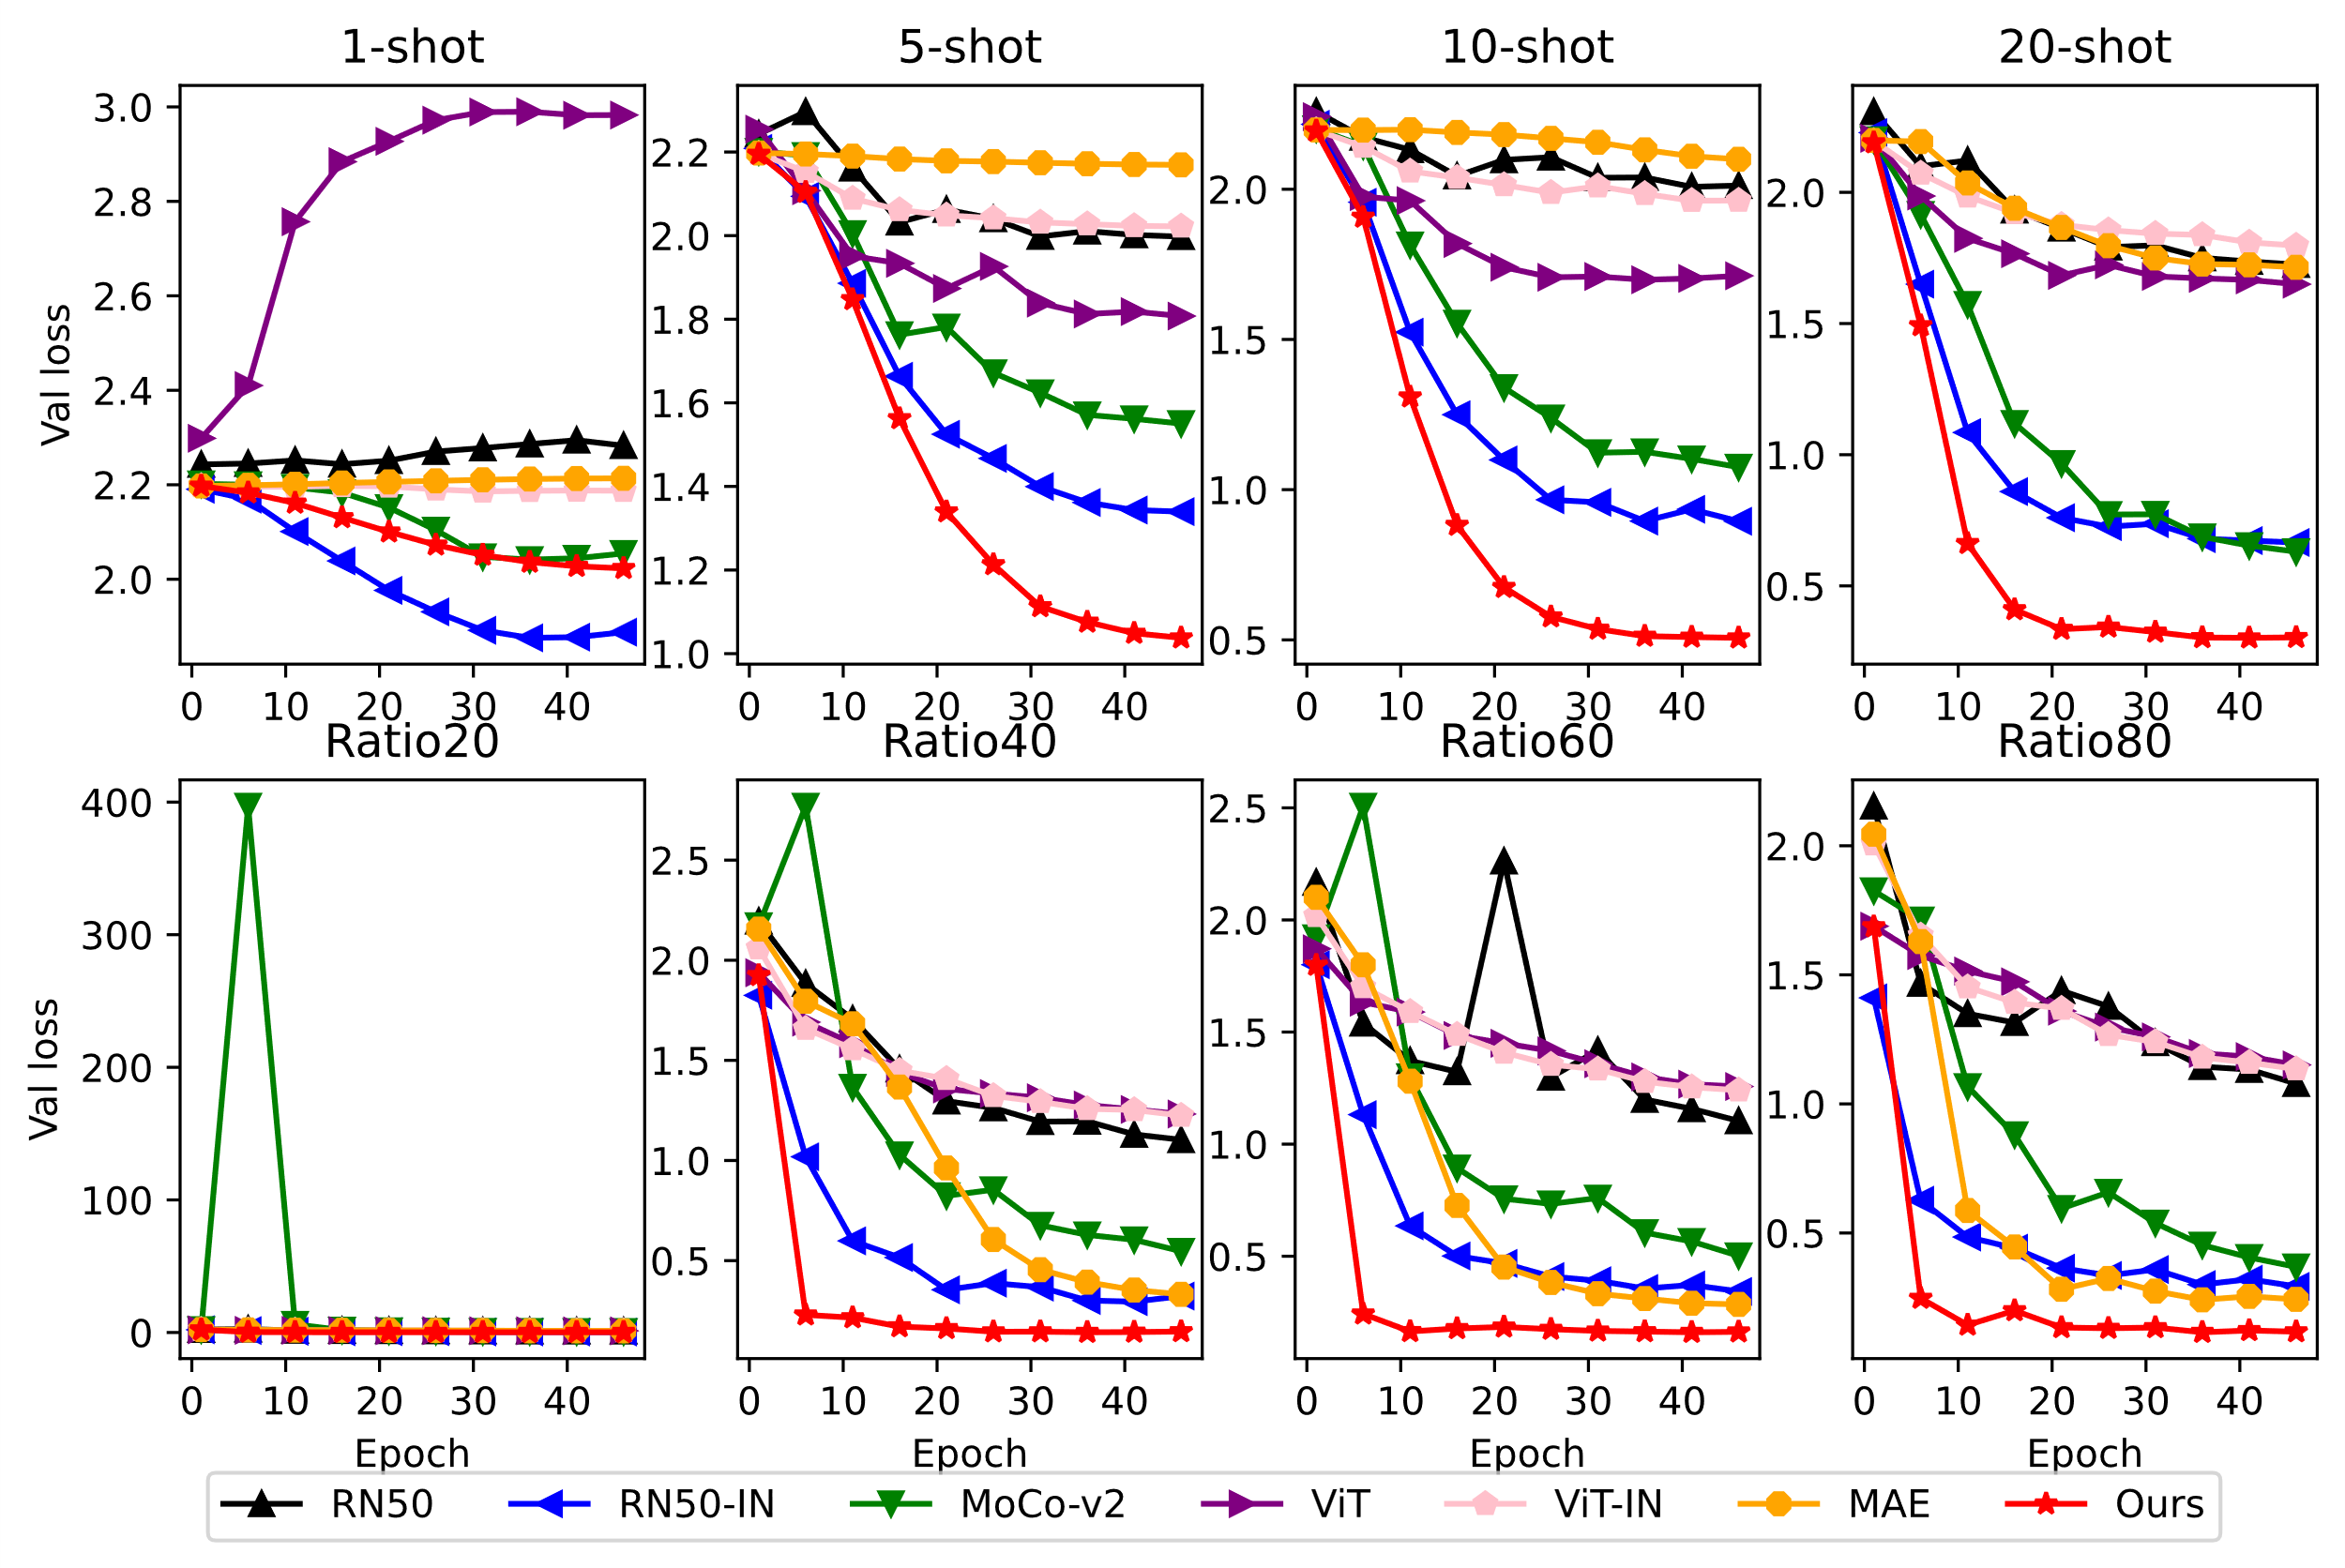 1-shot 5-shot 10-shot 20-shot
Val loss
3.0
2.8
2.6
2.4
2.2
2.0
0 10 20 30 40
2.2
2.0
1.8
1.6
1.4
1.2
1.0
0 10 20 30 40
2.0
1.5
1.0
0.5
0 10 20 30 40
2.0
1.5
1.0
0.5
0 10 20 30 40
Ratio20 Ratio40 Ratio60 Ratio80
Val loss
400
300
200
100
0
0 10 20 30 40
Epoch
2.5
2.0
1.5
1.0
0.5
0 10 20 30 40
Epoch
2.5
2.0
1.5
1.0
0.5
0 10 20 30 40
Epoch
2.0
1.5
1.0
0.5
0 10 20 30 40
Epoch
RN50 RN50-IN MoCo-v2 ViT ViT-IN MAE Ours